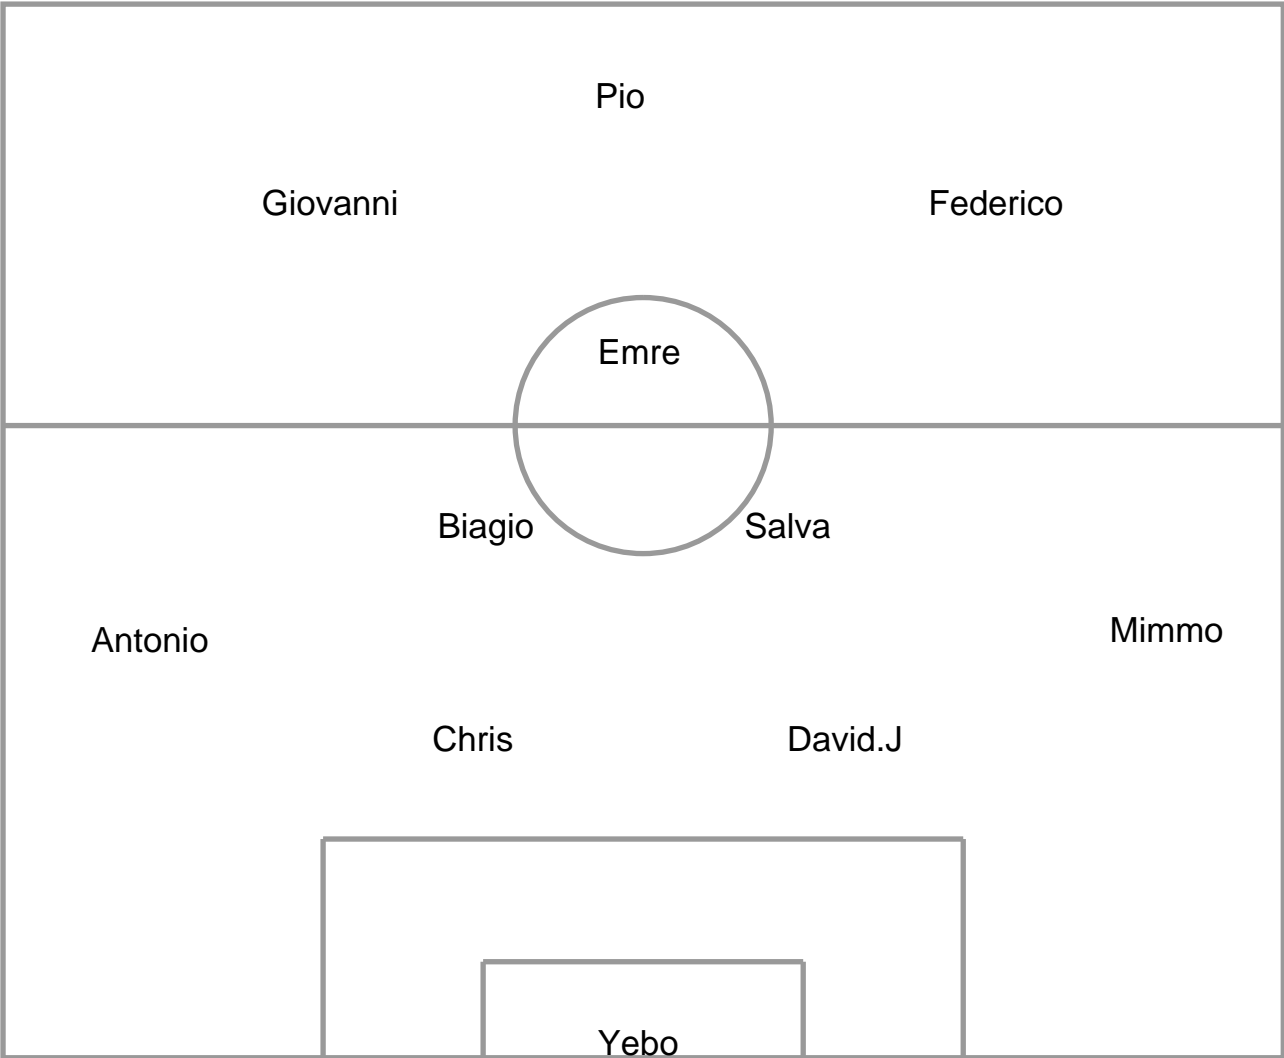 Pio
Giovanni Federico
Emre
Biagio Salva
Antonio Mimmo
Chris David.J
Yebo